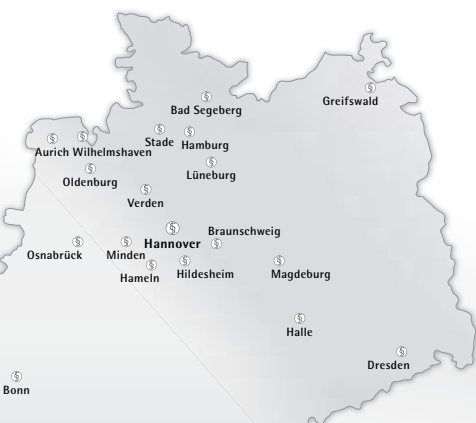 §
§
Bad Segeberg
Greifswald
§
§
Stade
Hamburg
§
§
Aurich
Wilhelmshaven
§
§
Oldenburg
Lüneburg
§
Verden
§
Hannover
Braunschweig
§
§
§
Osnabrück
Minden
§
§
§
Hameln
Hildesheim
Magdeburg
§
Halle
§
Dresden
§
Bonn